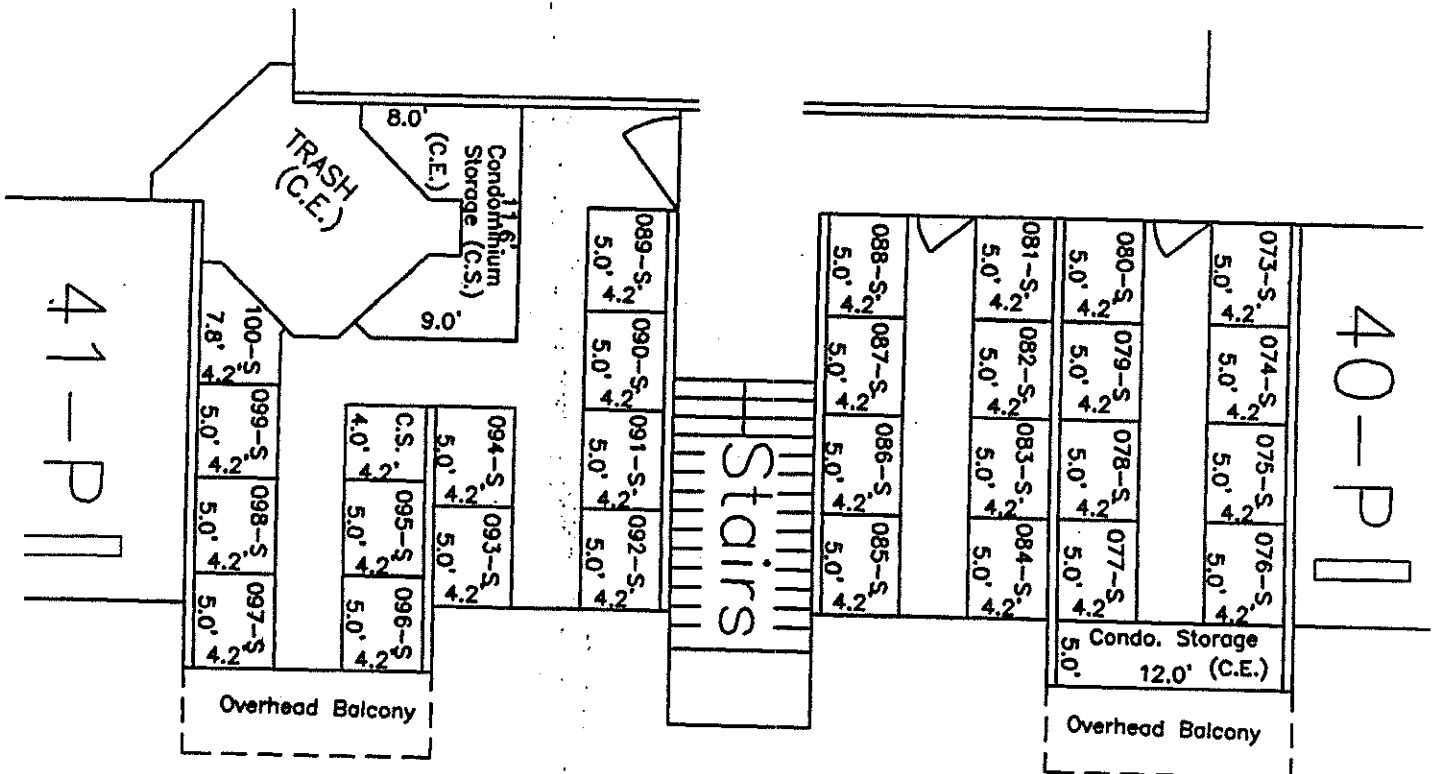 TRASH
(C.E.)
8.0'
(C.E.)
Condominium
Storage (C.S.)
11.6'
9.0'
41-P
100-S
7.8'
4.2'
099-S
5.0'
4.2'
098-S
5.0'
4.2'
097-S
5.0'
4.2'
C.S.
4.0'
4.2'
095-S
5.0'
4.2'
096-S
5.0'
4.2'
094-S
5.0'
4.2'
093-S
5.0'
4.2'
Overhead Balcony
089-S
5.0'
4.2'
090-S
5.0'
4.2'
091-S
5.0'
4.2'
092-S
5.0'
4.2'
Stairs
088-S
5.0'
4.2'
087-S
5.0'
4.2'
086-S
5.0'
4.2'
085-S
5.0'
4.2'
081-S
5.0'
4.2'
082-S
5.0'
4.2'
083-S
5.0'
4.2'
084-S
5.0'
4.2'
080-S
5.0'
4.2'
079-S
5.0'
4.2'
078-S
5.0'
4.2'
077-S
5.0'
4.2'
073-S
5.0'
4.2'
074-S
5.0'
4.2'
075-S
5.0'
4.2'
076-S
5.0'
4.2'
40-P
Condo. Storage
5.0'
12.0' (C.E.)
Overhead Balcony